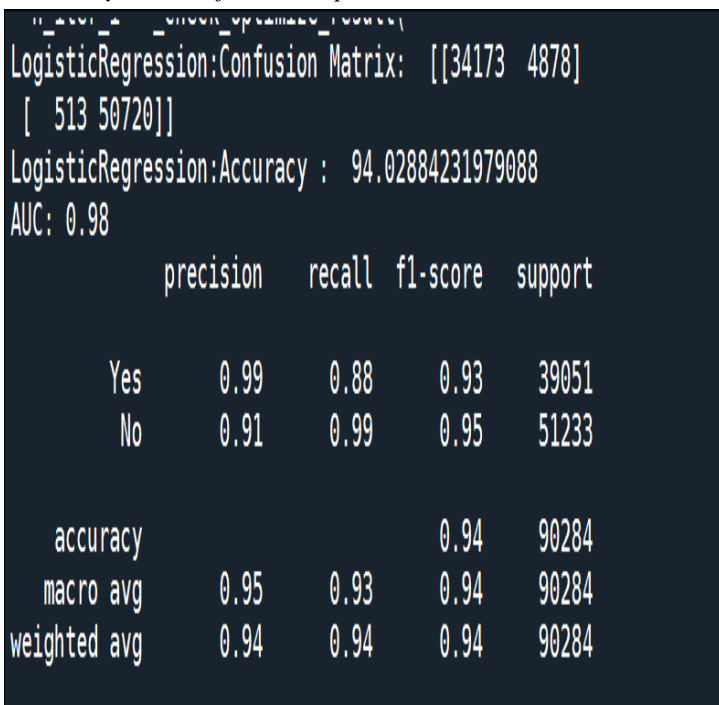 n_iter_i = _check_optimize_result(
LogisticRegression:Confusion Matrix:  [[34173  4878]
 [  513 50720]]
LogisticRegression:Accuracy :  94.02884231979088
AUC: 0.98
precision    recall  f1-score   support
Yes       0.99      0.88      0.93     39051
No       0.91      0.99      0.95     51233
accuracy                           0.94     90284
macro avg       0.95      0.93      0.94     90284
weighted avg       0.94      0.94      0.94     90284